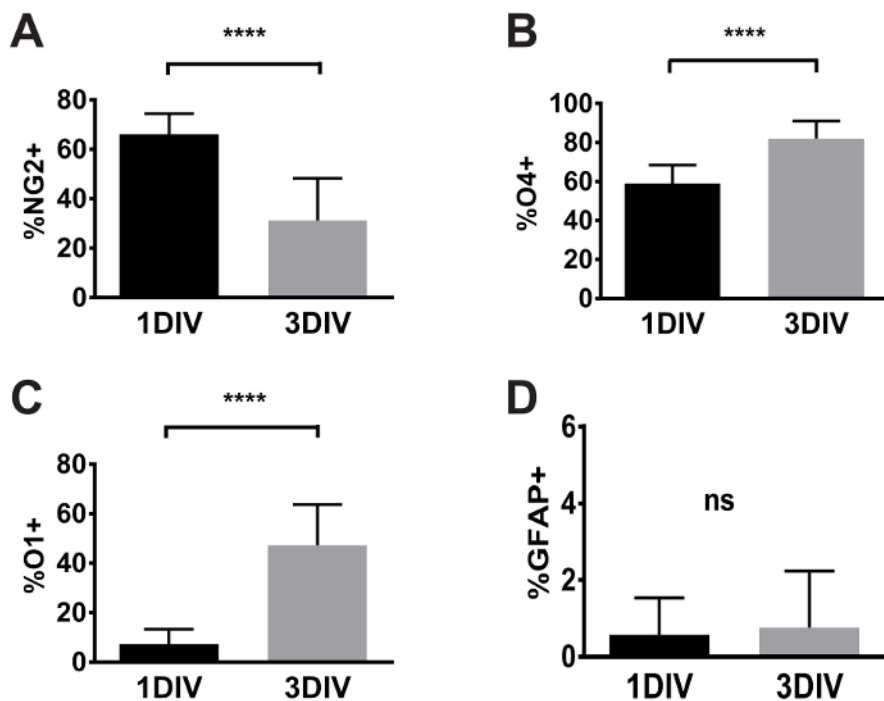 A
****
%NG2+
80
60
40
20
0
1DIV
3DIV
B
****
%O4+
100
80
60
40
20
0
1DIV
3DIV
C
****
%O1+
80
60
40
20
0
1DIV
3DIV
D
ns
%GFAP+
6
4
2
0
1DIV
3DIV